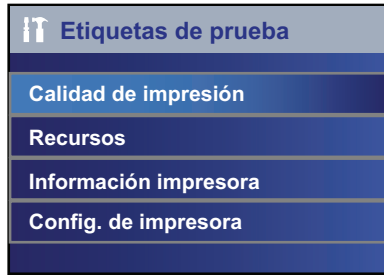 Etiquetas de prueba
Calidad de impresión
Recursos
Información impresora
Config. de impresora